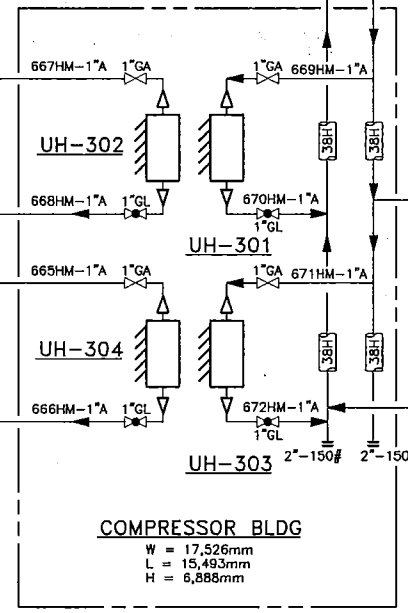 667HM-1"A 1"GA 1"GA 669HM-1"A
38H 38H
UH-302
668HM-1"A 1"GL 670HM-1"A
1"GL
UH-301
665HM-1"A 1"GA 1"GA 671HM-1"A
38H 38H
UH-304
666HM-1"A 1"GL 672HM-1"A
1"GL
UH-303
2"-150# 2"-150
COMPRESSOR BLDG
W = 17,526mm
L = 15,493mm
H = 6,888mm